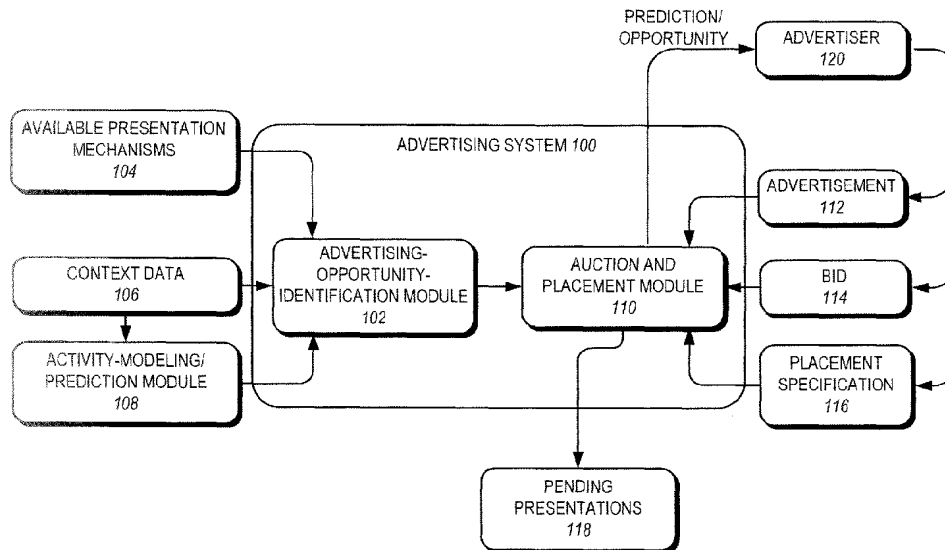 PREDICTION/
OPPORTUNITY
ADVERTISER
120
AVAILABLE PRESENTATION
MECHANISMS
104
ADVERTISING SYSTEM 100
ADVERTISEMENT
112
CONTEXT DATA
106
ADVERTISING-
OPPORTUNITY-
IDENTIFICATION MODULE
102
AUCTION AND
PLACEMENT MODULE
110
BID
114
ACTIVITY-MODELING/
PREDICTION MODULE
108
PLACEMENT
SPECIFICATION
116
PENDING
PRESENTATIONS
118